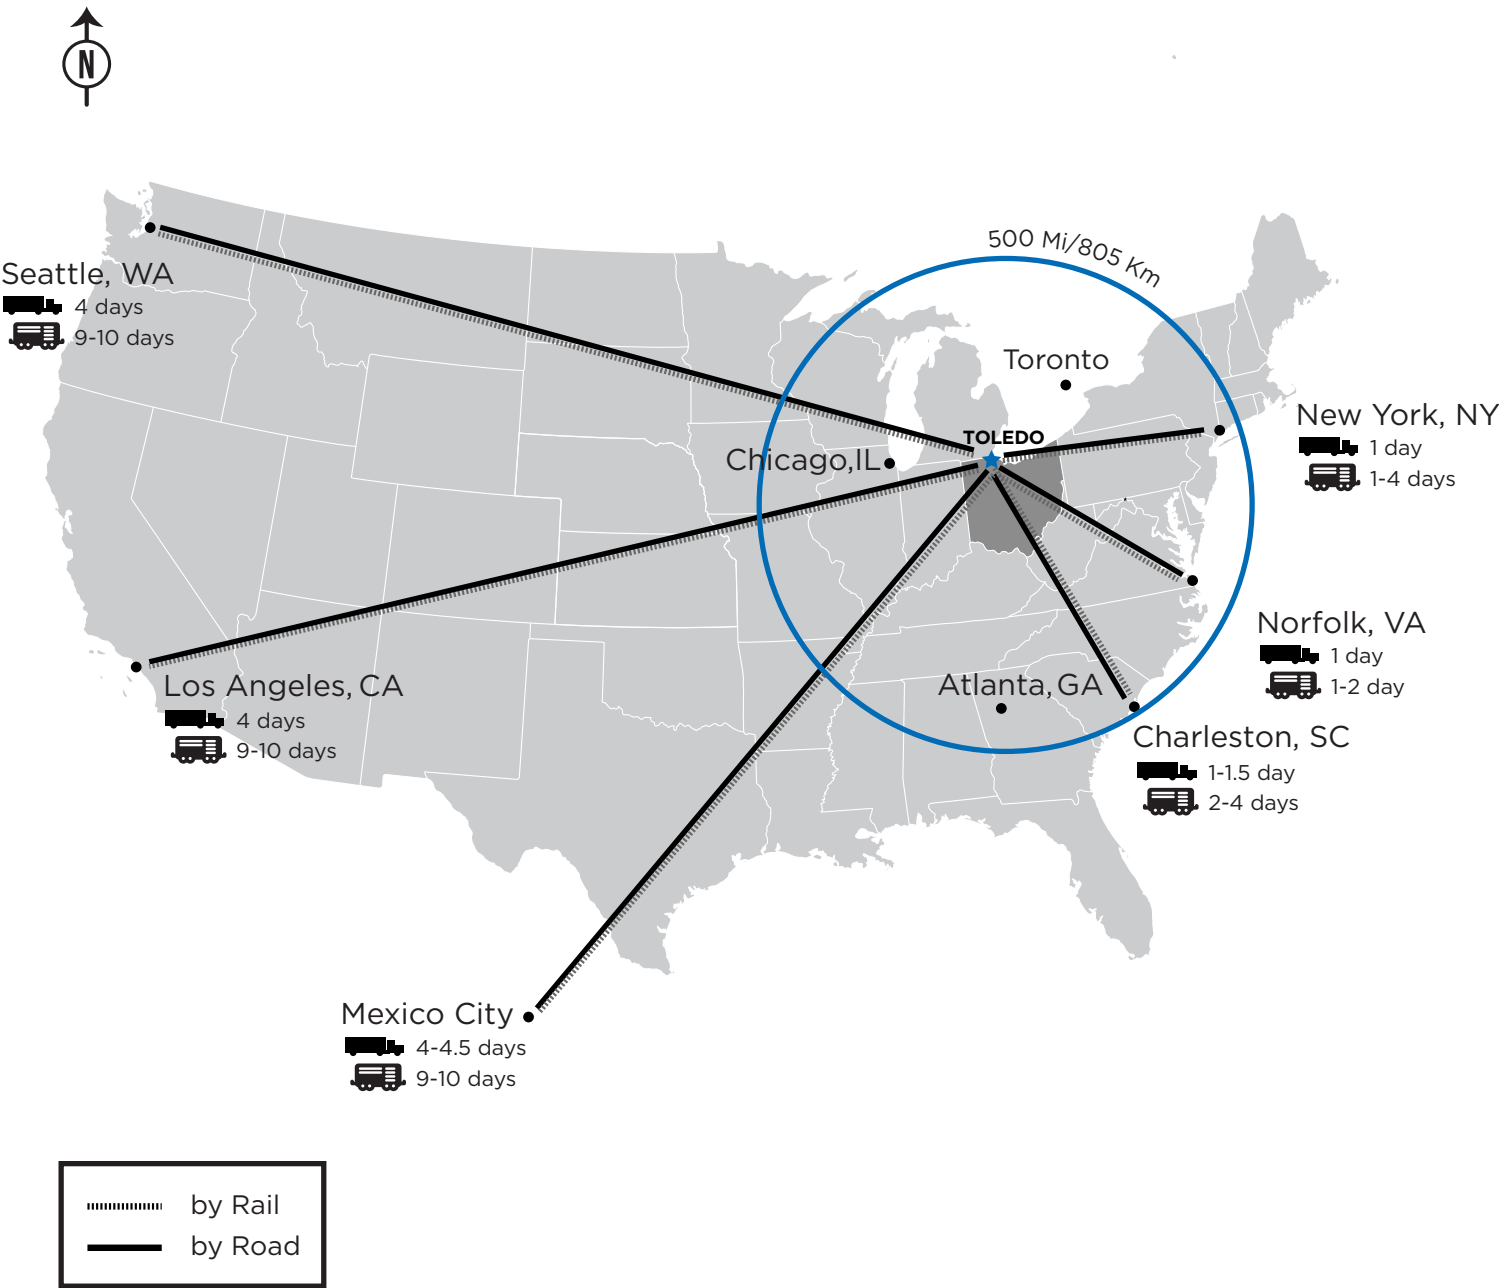 N
500 Mi/805 Km
Seattle, WA
4 days
9-10 days
Toronto
New York, NY
1 day
1-4 days
TOLEDO
Chicago,IL
Norfolk, VA
1 day
1-2 day
Los Angeles, CA
4 days
9-10 days
Atlanta, GA
Charleston, SC
1-1.5 day
2-4 days
Mexico City
4-4.5 days
9-10 days
by Rail
by Road